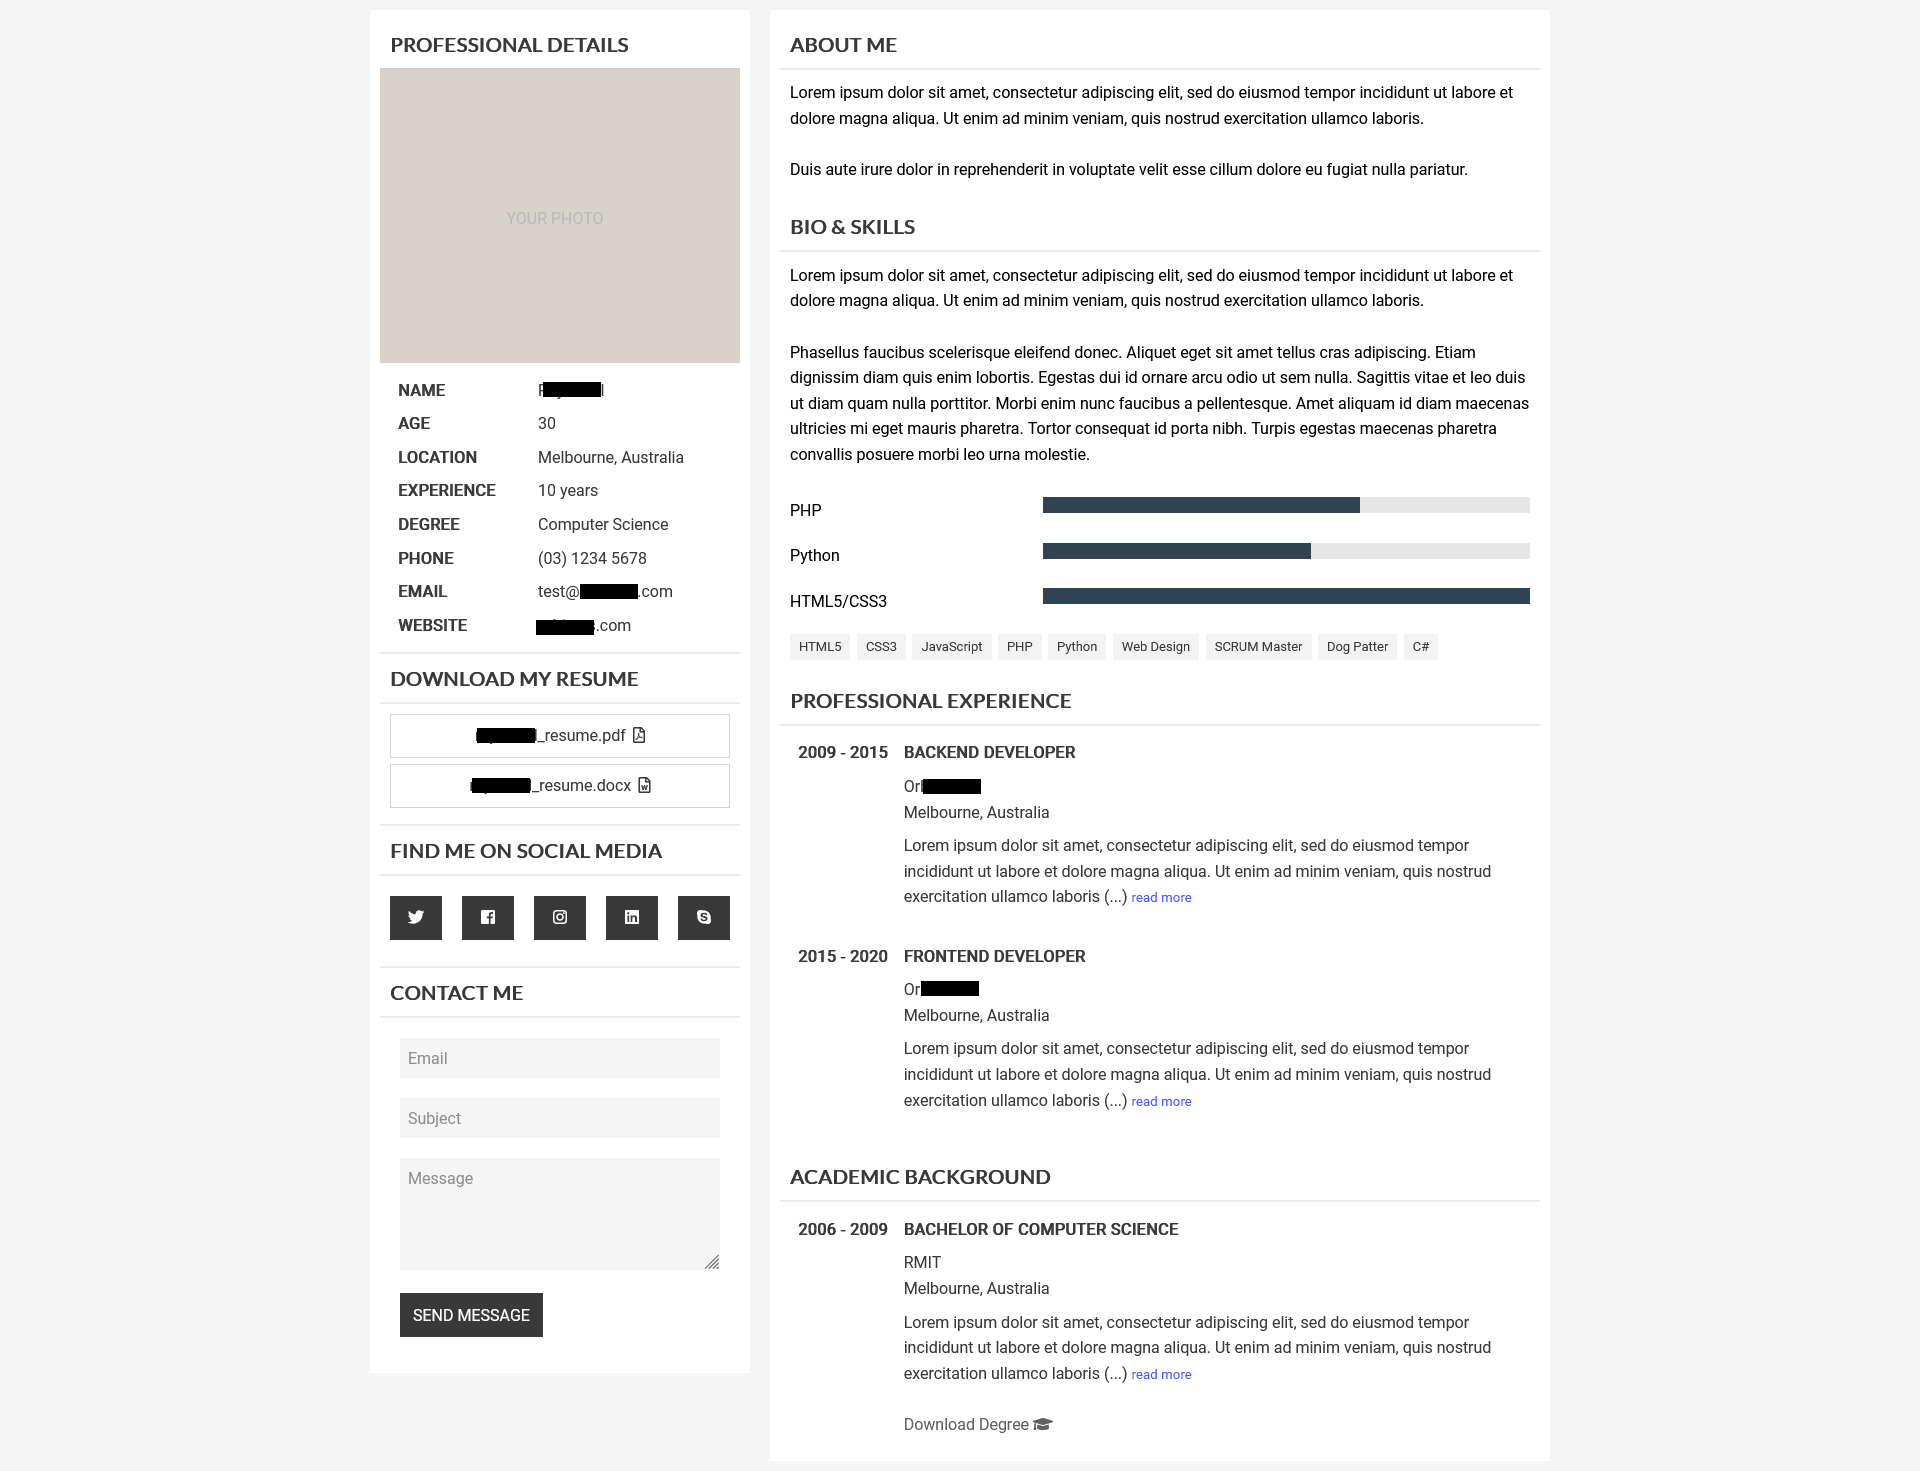 PROFESSIONAL DETAILS
YOUR PHOTO
NAME
AGE 30
LOCATION Melbourne, Australia
EXPERIENCE 10 years
DEGREE Computer Science
PHONE (03) 1234 5678
EMAIL test@ .com
WEBSITE .com
DOWNLOAD MY RESUME
_resume.pdf
_resume.docx
FIND ME ON SOCIAL MEDIA
CONTACT ME
Email
Subject
Message
SEND MESSAGE
ABOUT ME
Lorem ipsum dolor sit amet, consectetur adipiscing elit, sed do eiusmod tempor incididunt ut labore et
dolore magna aliqua. Ut enim ad minim veniam, quis nostrud exercitation ullamco laboris.
Duis aute irure dolor in reprehenderit in voluptate velit esse cillum dolore eu fugiat nulla pariatur.
BIO & SKILLS
Lorem ipsum dolor sit amet, consectetur adipiscing elit, sed do eiusmod tempor incididunt ut labore et
dolore magna aliqua. Ut enim ad minim veniam, quis nostrud exercitation ullamco laboris.
Phasellus faucibus scelerisque eleifend donec. Aliquet eget sit amet tellus cras adipiscing. Etiam
dignissim diam quis enim lobortis. Egestas dui id ornare arcu odio ut sem nulla. Sagittis vitae et leo duis
ut diam quam nulla porttitor. Morbi enim nunc faucibus a pellentesque. Amet aliquam id diam maecenas
ultricies mi eget mauris pharetra. Tortor consequat id porta nibh. Turpis egestas maecenas pharetra
convallis posuere morbi leo urna molestie.
PHP
Python
HTML5/CSS3
HTML5 CSS3 JavaScript PHP Python Web Design SCRUM Master Dog Patter C#
PROFESSIONAL EXPERIENCE
2009 - 2015 BACKEND DEVELOPER
Melbourne, Australia
Lorem ipsum dolor sit amet, consectetur adipiscing elit, sed do eiusmod tempor
incididunt ut labore et dolore magna aliqua. Ut enim ad minim veniam, quis nostrud
exercitation ullamco laboris (...) read more
2015 - 2020 FRONTEND DEVELOPER
Melbourne, Australia
Lorem ipsum dolor sit amet, consectetur adipiscing elit, sed do eiusmod tempor
incididunt ut labore et dolore magna aliqua. Ut enim ad minim veniam, quis nostrud
exercitation ullamco laboris (...) read more
ACADEMIC BACKGROUND
2006 - 2009 BACHELOR OF COMPUTER SCIENCE
RMIT
Melbourne, Australia
Lorem ipsum dolor sit amet, consectetur adipiscing elit, sed do eiusmod tempor
incididunt ut labore et dolore magna aliqua. Ut enim ad minim veniam, quis nostrud
exercitation ullamco laboris (...) read more
Download Degree